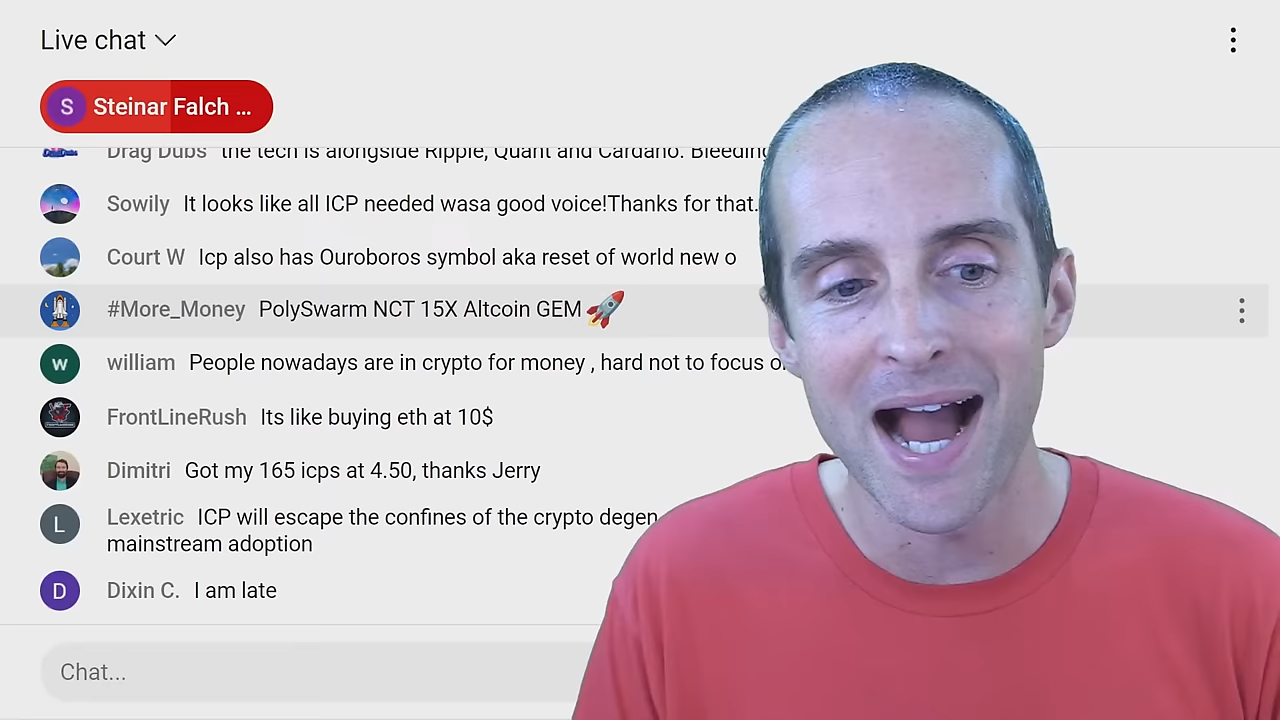 Live chat
S Steinar Falch ...
Drag Dubs the tech is alongside Ripple, Quant and Cardano. Bleeding
Sowily It looks like all ICP needed wasa good voice!Thanks for that.
Court W Icp also has Ouroboros symbol aka reset of world new o
#More_Money PolySwarm NCT 15X Altcoin GEM
w william People nowadays are in crypto for money , hard not to focus
FrontLineRush Its like buying eth at 10$
Dimitri Got my 165 icps at 4.50, thanks Jerry
L Lexetric ICP will escape the confines of the crypto degen
mainstream adoption
D Dixin C. I am late
Chat...